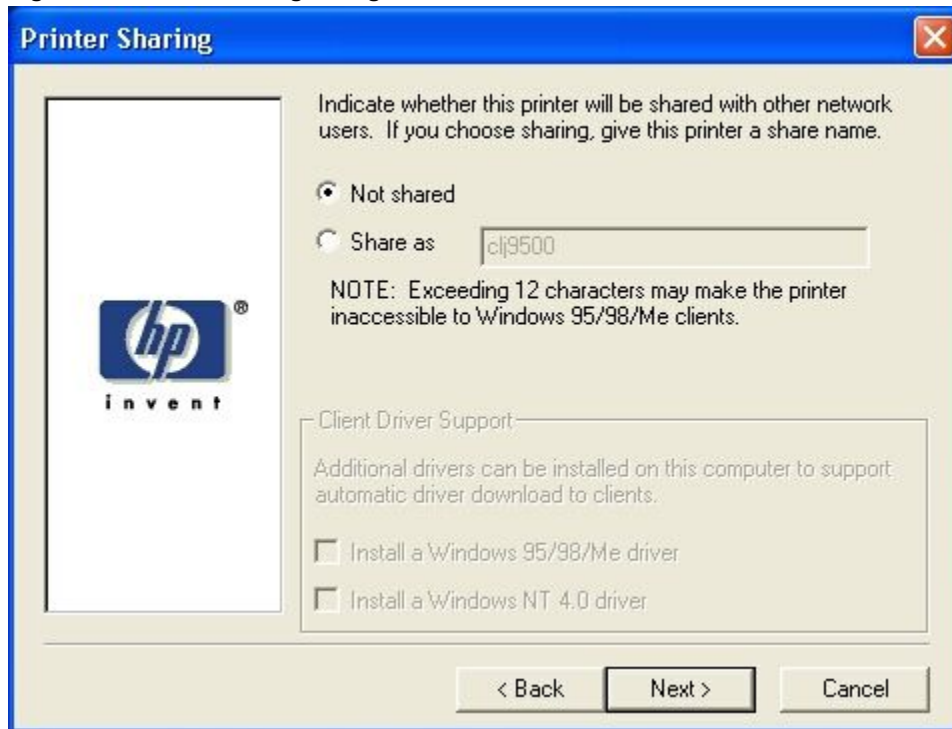 Printer Sharing
Indicate whether this printer will be shared with other network
users. If you choose sharing, give this printer a share name.
Not shared
Share as
clj9500
NOTE: Exceeding 12 characters may make the printer
inaccessible to Windows 95/98/Me clients.
hp®
invent
Client Driver Support
Additional drivers can be installed on this computer to support
automatic driver download to clients.
Install a Windows 95/98/Me driver
Install a Windows NT 4.0 driver
< Back
Next >
Cancel